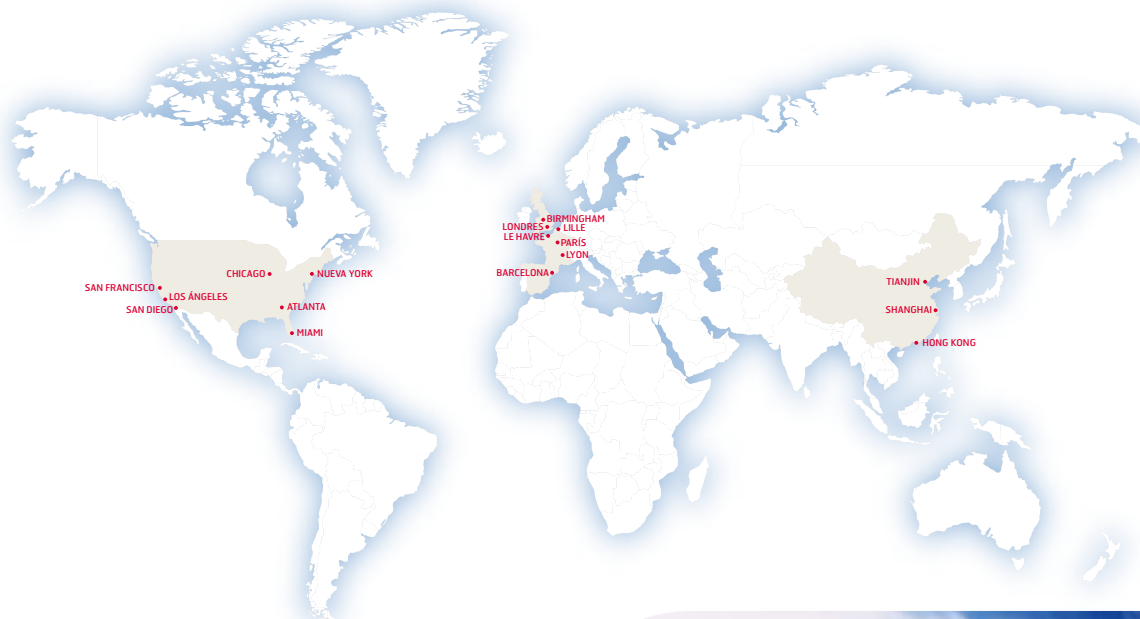 CHICAGO
NUEVA YORK
SAN FRANCISCO
LOS ÁNGELES
SAN DIEGO
ATLANTA
MIAMI
BIRMINGHAM
LONDRES
LILLE
LE HAVRE
PARÍS
LYON
BARCELONA
TIANJIN
SHANGHAI
HONG KONG